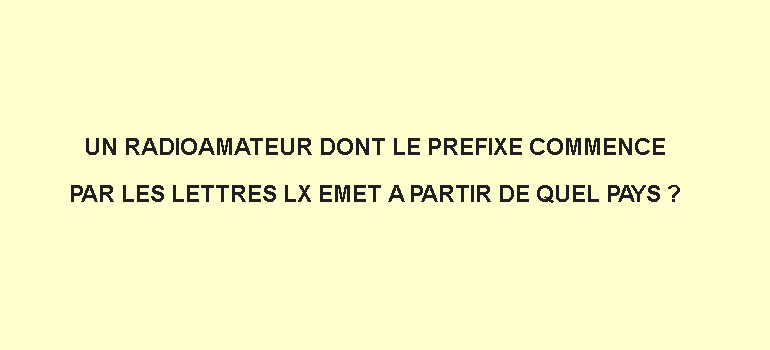 UN RADIOAMATEUR DONT LE PREFIXE COMMENCE
PAR LES LETTRES LX EMET A PARTIR DE QUEL PAYS ?